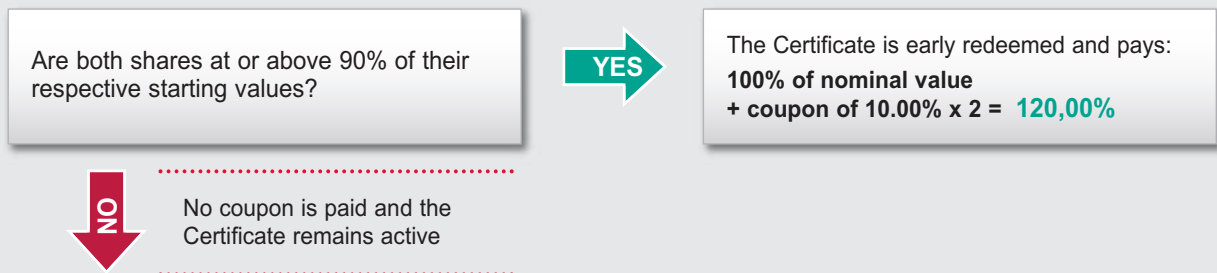 Are both shares at or above 90% of their
respective starting values?
YES
The Certificate is early redeemed and pays:
100% of nominal value
+ coupon of 10.00% x 2 = 120,00%
NO
No coupon is paid and the
Certificate remains active